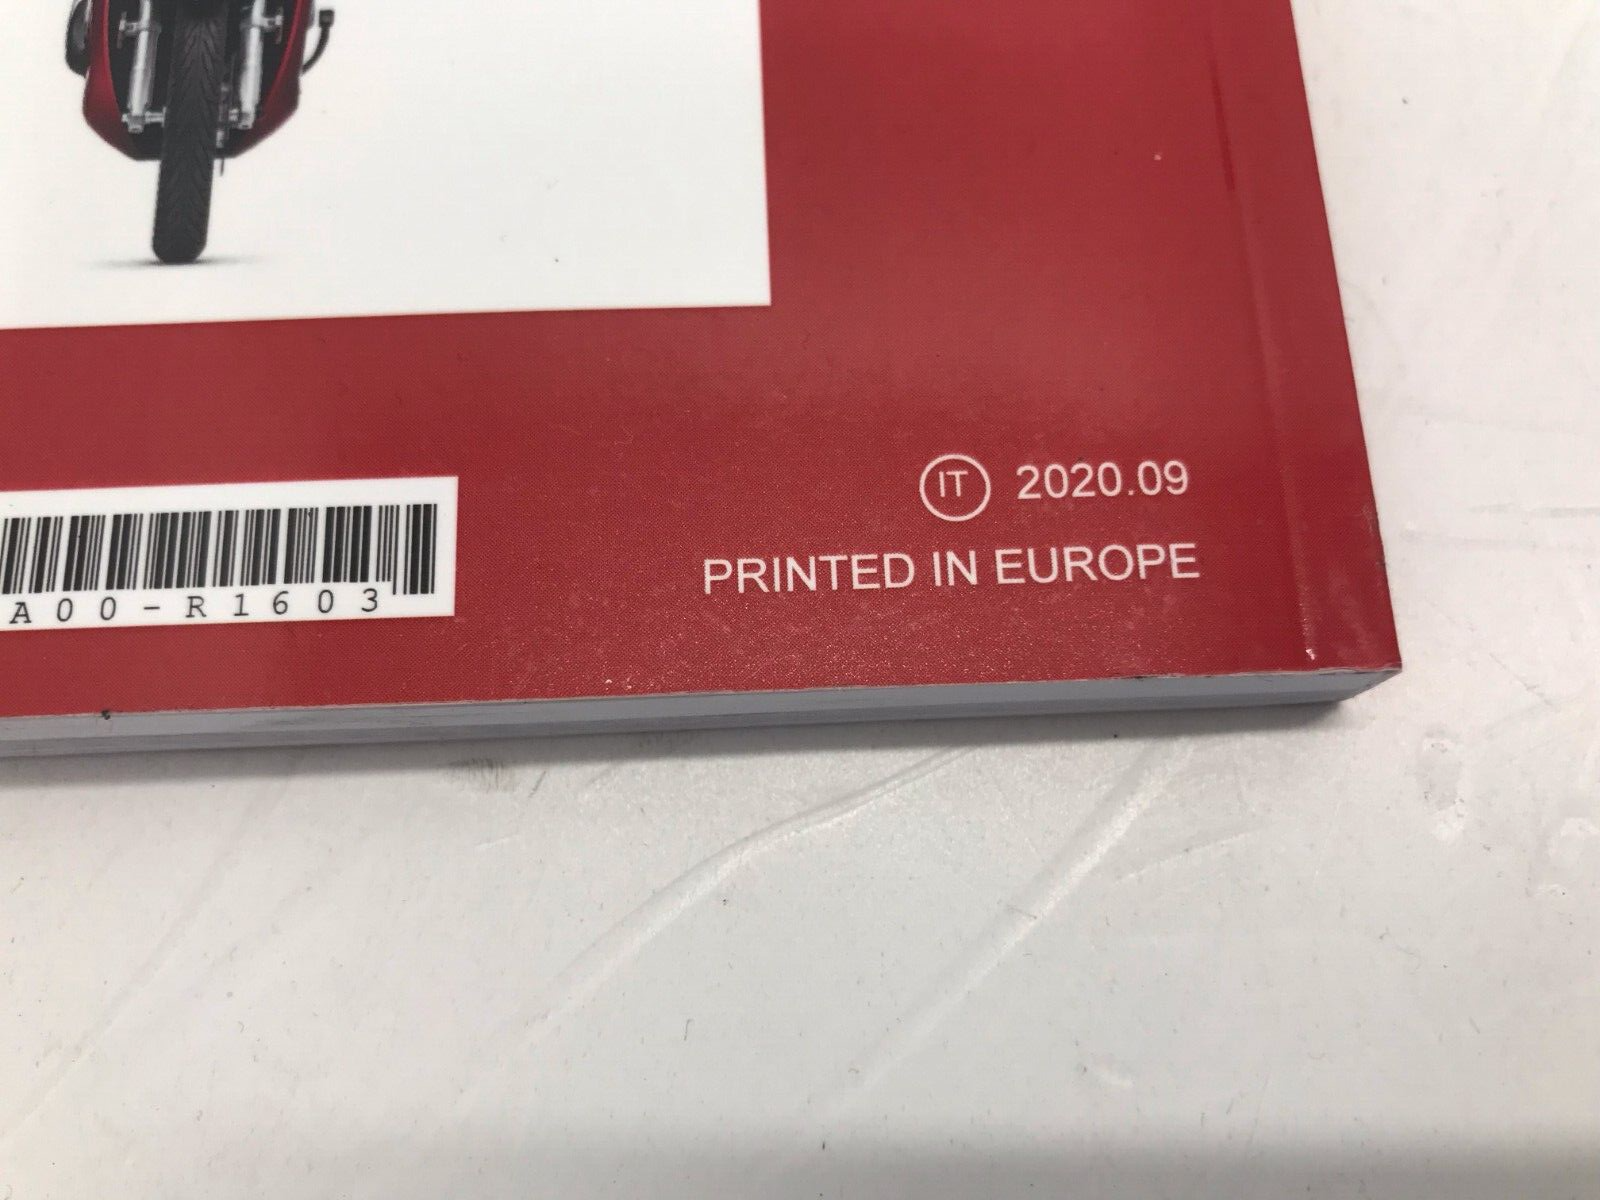 IT 2020.09
PRINTED IN EUROPE
A00-R1603